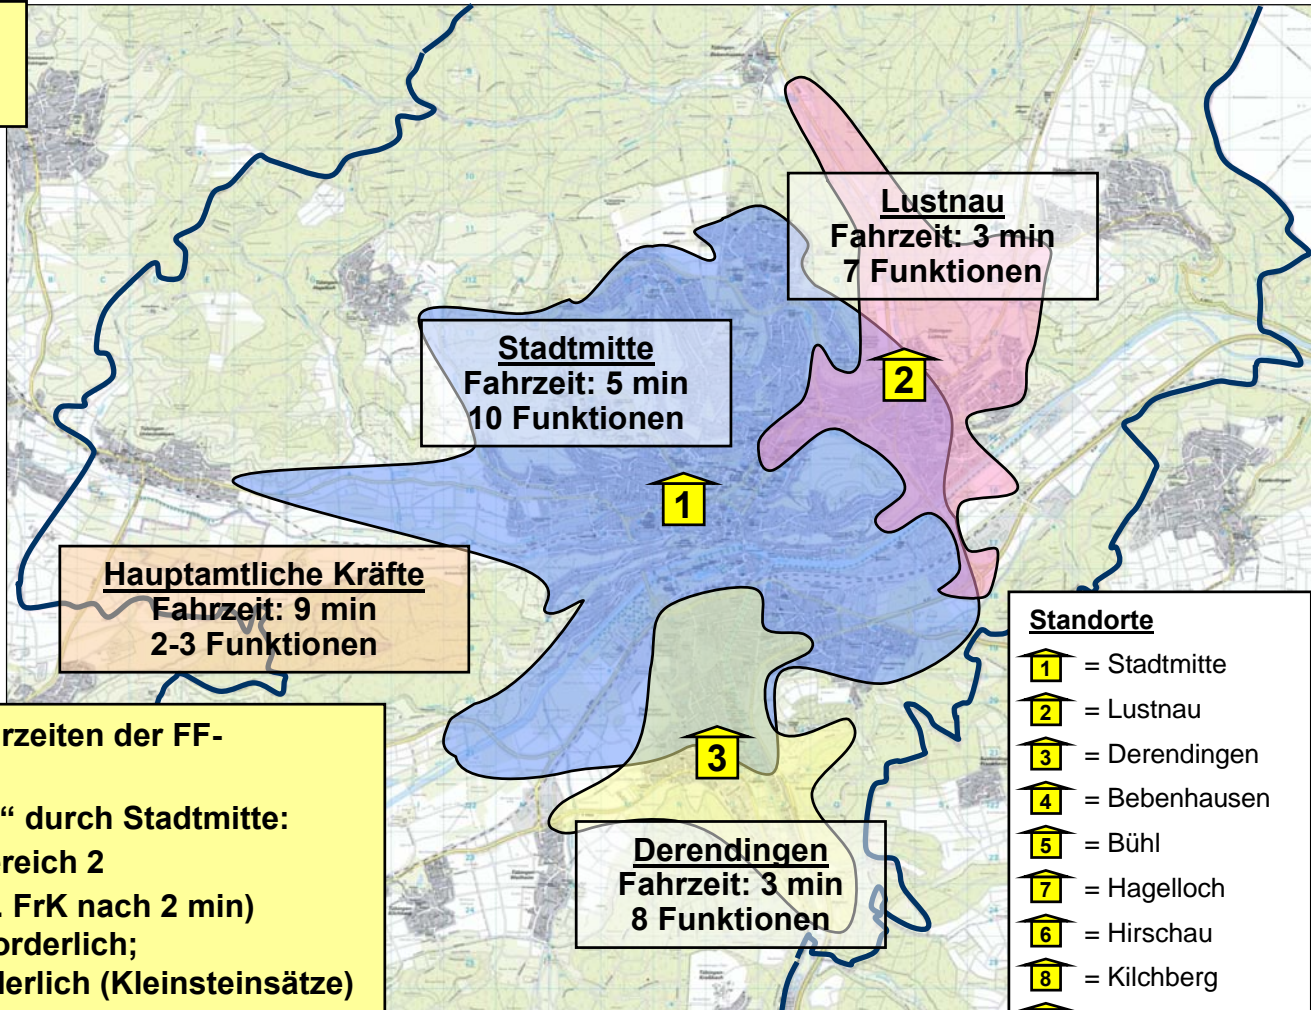 Lustnau
Fahrzeit: 3 min
7 Funktionen
Stadtmitte
Fahrzeit: 5 min
10 Funktionen
2
1
Hauptamtliche Kräfte
Fahrzeit: 9 min
2-3 Funktionen
3
Derendingen
Fahrzeit: 3 min
8 Funktionen
rzeiten der FF-
“ durch Stadtmitte:
ereich 2
. FrK nach 2 min)
orderlich;
derlich (Kleinsteinsätze)
Standorte
1 = Stadtmitte
2 = Lustnau
3 = Derendingen
4 = Bebenhausen
5 = Bühl
7 = Hagelloch
6 = Hirschau
8 = Kilchberg